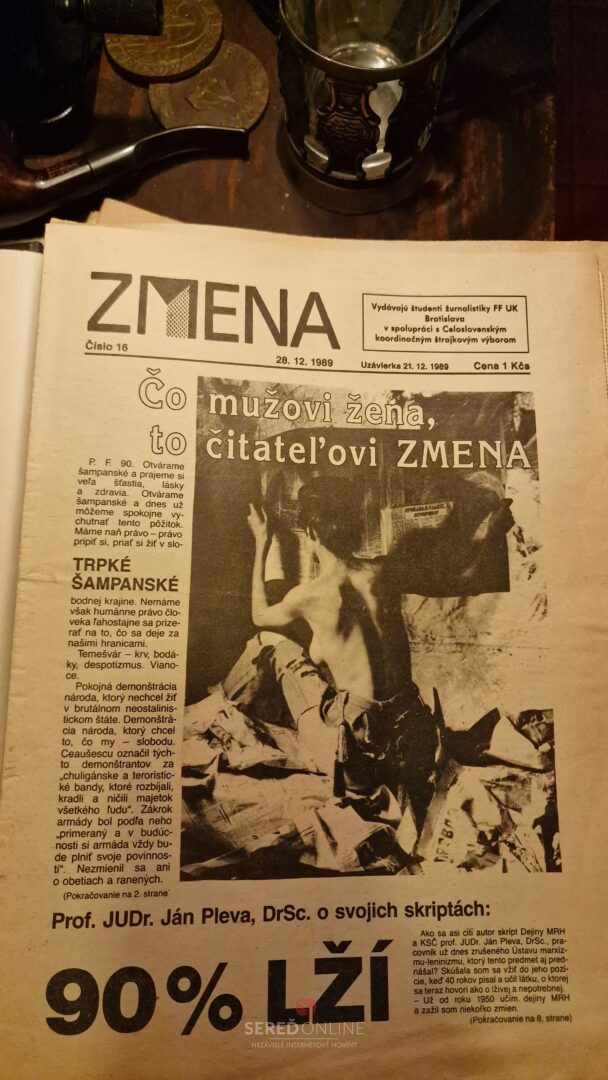 ZMENA
Vydávajú študenti žurnalistiky FF UK
Bratislava
v spolupráci s Celoslovenským
koordinačným štrajkovým výborom
Číslo 16
28. 12. 1989
Uzávierka 21. 12. 1989
Cena 1 Kčs
Čo mužovi žena,
to čitateľovi ZMENA
P. F. 90. Otvárame
šampanské a prajeme si
veľa šťastia, lásky
a zdravia. Otvárame
šampanské a dnes už
môžeme spokojne vy-
chutnať tento pôžitok.
Máme naň právo – právo
pripiť si, priať si žiť v slo-
TRPKÉ
ŠAMPANSKÉ
bodnej krajine. Nemáme
však humánne právo člo-
veka ľahostajne sa prize-
rať na to, čo sa deje za
našimi hranicami.
Temešvár – krv, bodá-
ky, despotizmus. Viano-
ce.
Pokojná demonštrácia
národa, ktorý nechcel žiť
v brutálnom neostalinis-
tickom štáte. Demonštrá-
cia národa, ktorý chcel
to, čo my – slobodu.
Ceaušescu označil tých-
to demonštrantov za
„chuligánske a teroristic-
ké bandy, ktoré rozbíjali,
kradli a ničili majetok
všetkého ľudu“. Zákrok
armády bol podľa neho
„primeraný a v budúc-
nosti si armáda vždy bu-
de plniť svoje povinnos-
ti“. Nezmienil sa ani
o obetiach a ranených.
(Pokračovanie na 2. strane)
Prof. JUDr. Ján Pleva, DrSc. o svojich skriptách:
90% LŽÍ
Ako sa asi cíti autor skrípt Dejiny MRH
a KSČ prof. JUDr. Ján Pleva, DrSc., pra-
covník už dnes zrušeného Ústavu marxiz-
mu-leninizmu, ktorý tento predmet aj pred-
nášal? Skúšala som sa vžiť do jeho pozí-
cie, keď 40 rokov písal a učil látku, o ktorej
sa teraz hovorí ako o lživej a nepotrebnej.
– Už od roku 1950 učím dejiny MRH
a zažil som niekoľko zmien.
(Pokračovanie na 8. strane)
SEREĎ ONLINE
NEZÁVISLÉ INTERNETOVÉ NOVINY